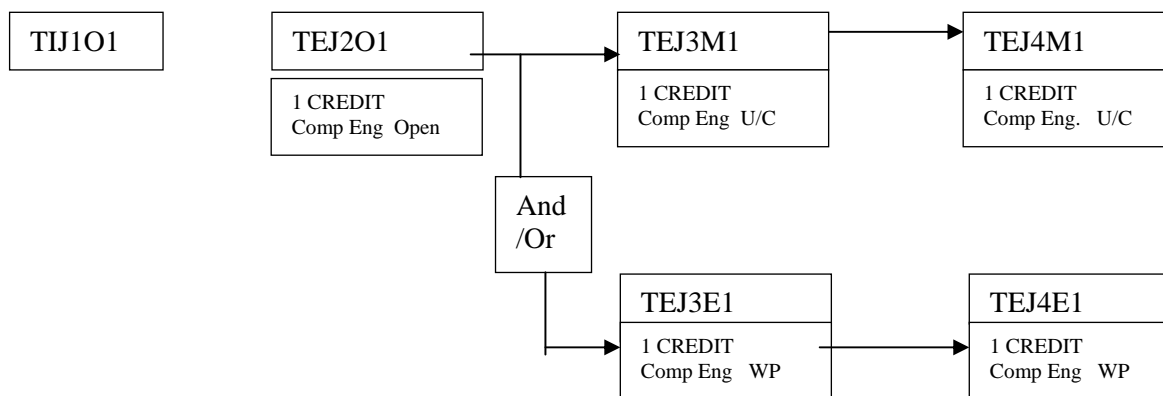 TIJ1O1
TEJ2O1
1 CREDIT
Comp Eng Open
TEJ3M1
1 CREDIT
Comp Eng U/C
TEJ4M1
1 CREDIT
Comp Eng. U/C
And
/Or
TEJ3E1
1 CREDIT
Comp Eng WP
TEJ4E1
1 CREDIT
Comp Eng WP